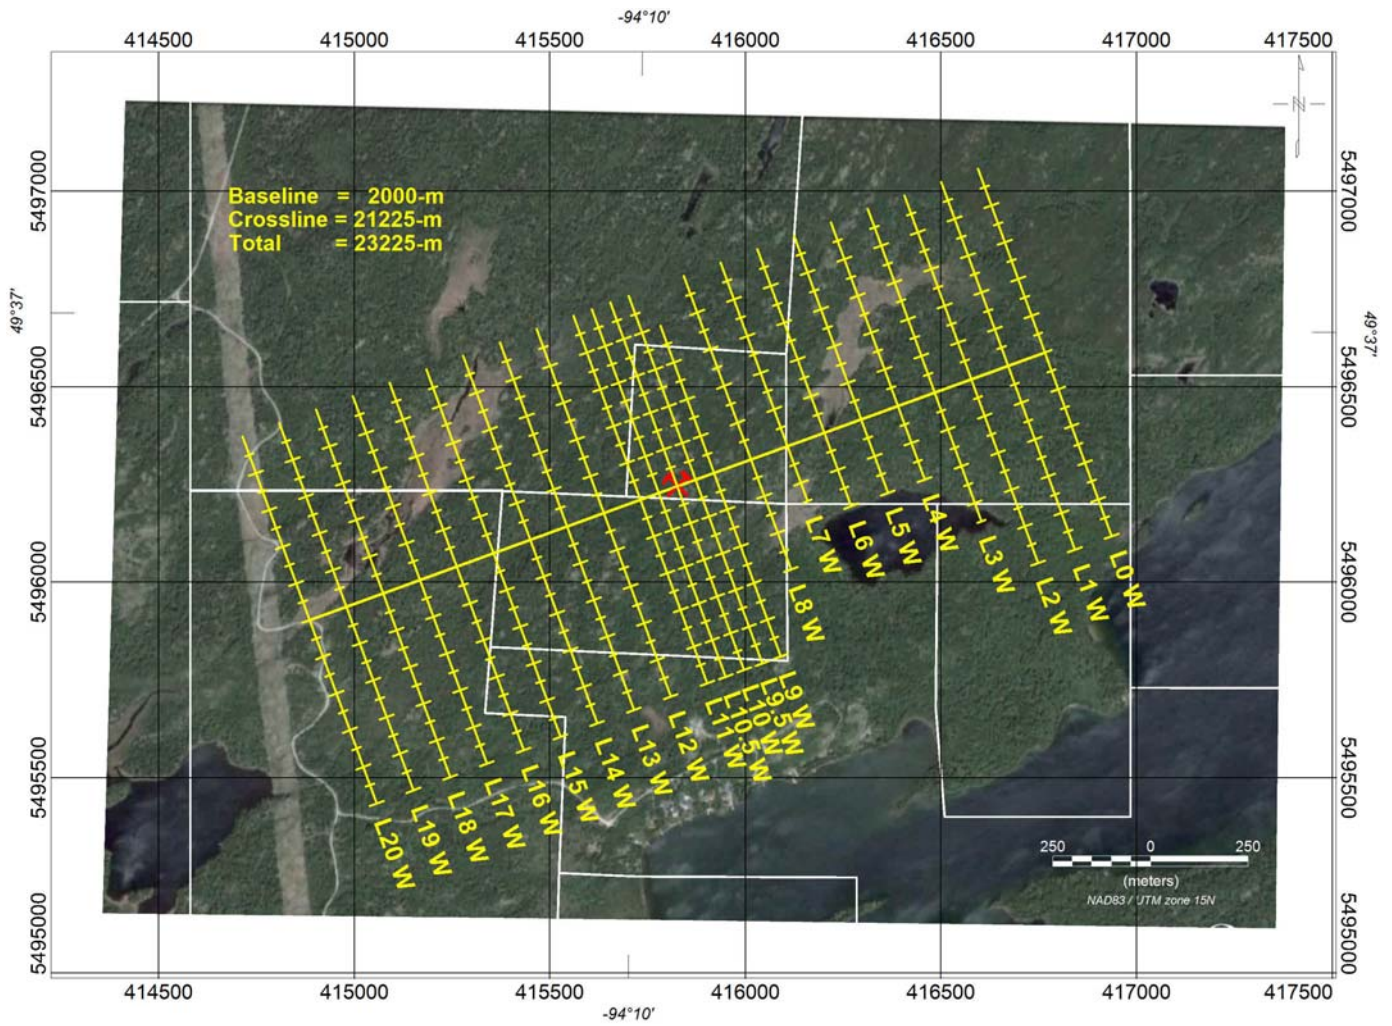 -94°10'
414500 415000 415500 416000 416500 417000 417500
N
5497000 5497000
Baseline = 2000-m
Crossline = 21225-m
Total = 23225-m
49°37' 49°37'
5496500 5496500
5496000 5496000
L7 W
L6 W
L5 W
L4 W
L3 W
L2 W
L1 W
L0 W
L8 W
L9 W
L9.5 W
L10 W
L10.5 W
L11 W
L12 W
L13 W
L14 W
L15 W
L16 W
L17 W
L18 W
L19 W
L20 W
5495500 5495500
250 0 250
(meters)
NAD83 / UTM zone 15N
5495000 5495000
414500 415000 415500 416000 416500 417000 417500
-94°10'